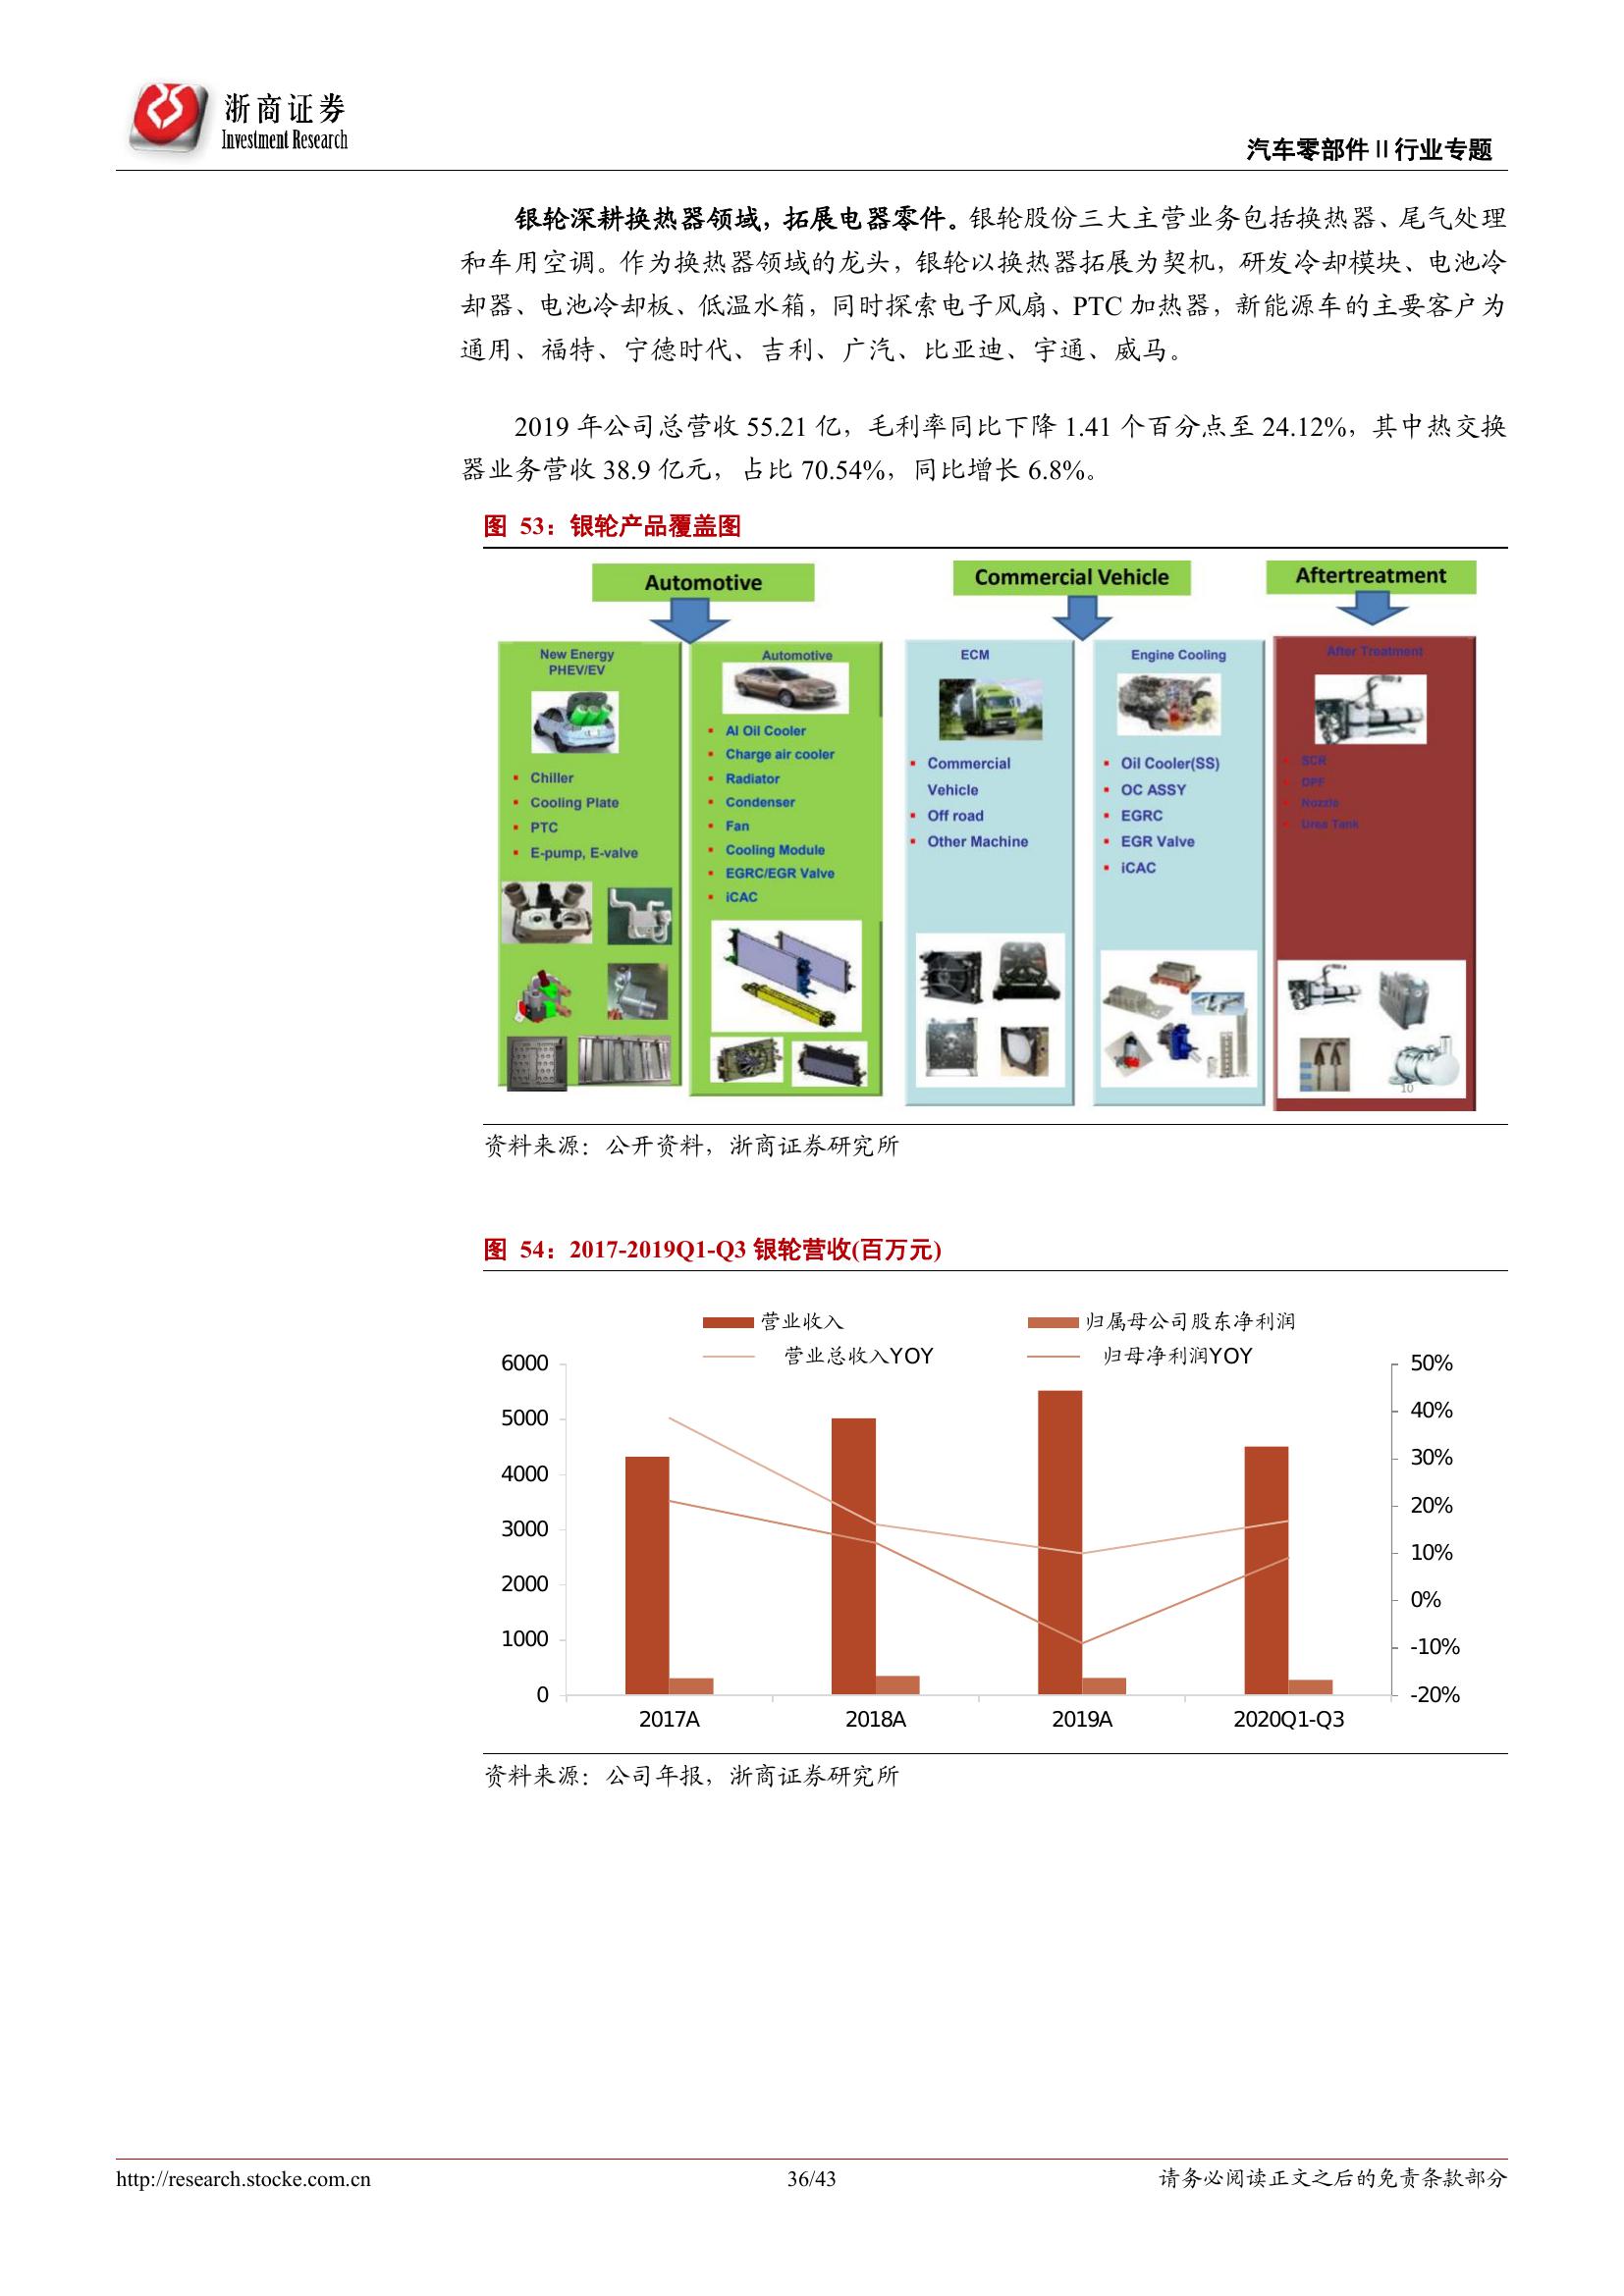 浙商证券
Investment Research
汽车零部件Ⅱ行业专题
银轮深耕换热器领域，拓展电器零件。银轮股份三大主营业务包括换热器、尾气处理
和车用空调。作为换热器领域的龙头，银轮以换热器拓展为契机，研发冷却模块、电池冷
却器、电池冷却板、低温水箱，同时探索电子风扇、PTC 加热器，新能源车的主要客户为
通用、福特、宁德时代、吉利、广汽、比亚迪、宇通、威马。
2019 年公司总营收 55.21 亿，毛利率同比下降 1.41 个百分点至 24.12%，其中热交换
器业务营收 38.9 亿元，占比 70.54%，同比增长 6.8%。
图 53：银轮产品覆盖图
Automotive
Commercial Vehicle
Aftertreatment
New Energy
PHEV/EV
Chiller
Cooling Plate
PTC
E-pump, E-valve
Automotive
Al Oil Cooler
Charge air cooler
Radiator
Condenser
Fan
Cooling Module
EGRC/EGR Valve
iCAC
ECM
Commercial
Vehicle
Off road
Other Machine
Engine Cooling
Oil Cooler(SS)
OC ASSY
EGRC
EGR Valve
iCAC
After Treatment
SCR
DPF
Nozzle
Urea Tank
10
资料来源：公开资料，浙商证券研究所
图 54：2017-2019Q1-Q3 银轮营收(百万元)
营业收入
归属母公司股东净利润
营业总收入YOY
归母净利润YOY
6000
5000
4000
3000
2000
1000
0
50%
40%
30%
20%
10%
0%
-10%
-20%
2017A
2018A
2019A
2020Q1-Q3
资料来源：公司年报，浙商证券研究所
http://research.stocke.com.cn
36/43
请务必阅读正文之后的免责条款部分